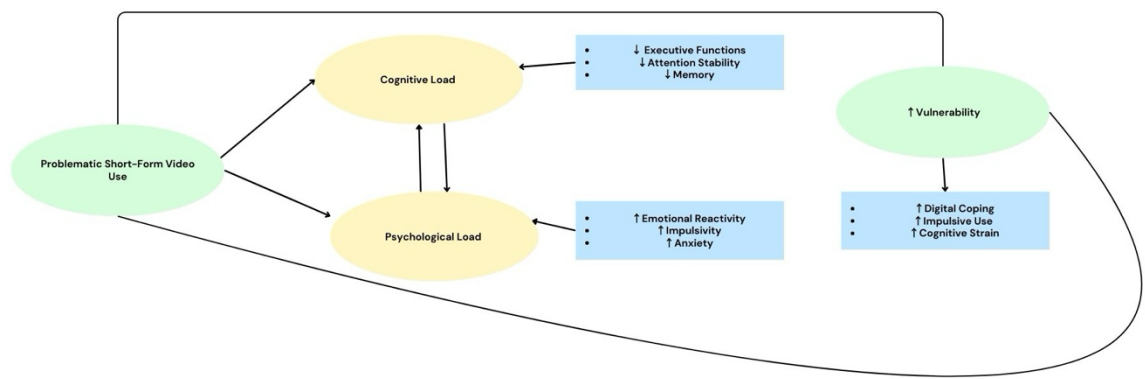 Cognitive Load
• ↓ Executive Functions
• ↓ Attention Stability
• ↓ Memory
↑ Vulnerability
Problematic Short-Form Video
Use
Psychological Load
• ↑ Emotional Reactivity
• ↑ Impulsivity
• ↑ Anxiety
• ↑ Digital Coping
• ↑ Impulsive Use
• ↑ Cognitive Strain